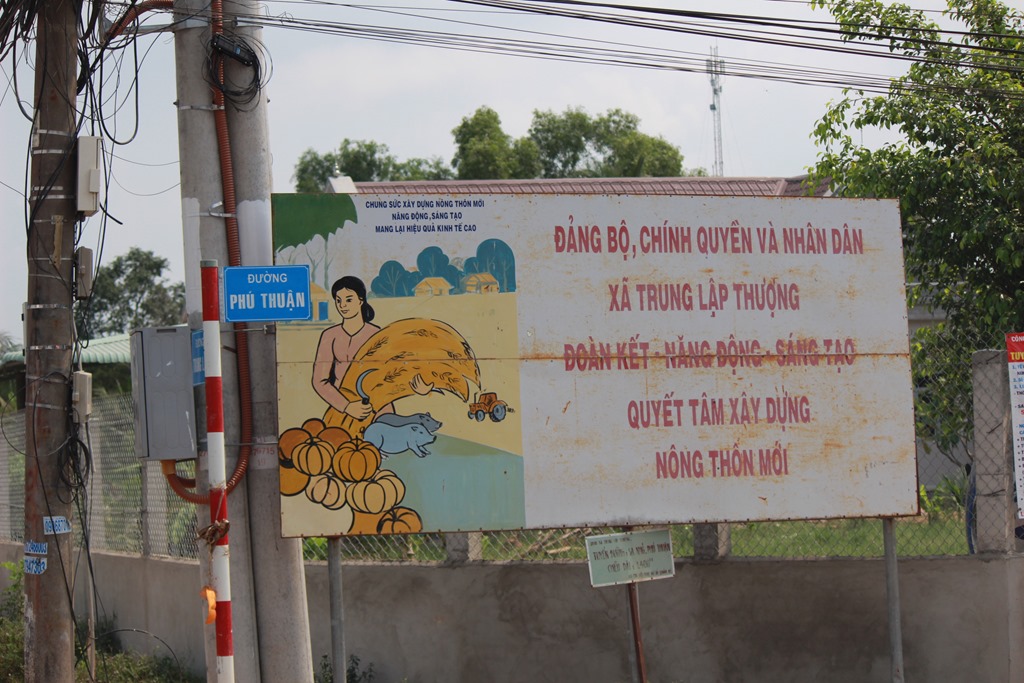 CHUNG SỨC XÂY DỰNG NÔNG THÔN MỚI
NĂNG ĐỘNG, SÁNG TẠO
MANG LẠI HIỆU QUẢ KINH TẾ CAO
ĐẢNG BỘ, CHÍNH QUYỀN VÀ NHÂN DÂN
XÃ TRUNG LẬP THƯỢNG
ĐOÀN KẾT - NĂNG ĐỘNG - SÁNG TẠO
QUYẾT TÂM XÂY DỰNG
NÔNG THÔN MỚI
ĐƯỜNG
PHÚ THUẬN